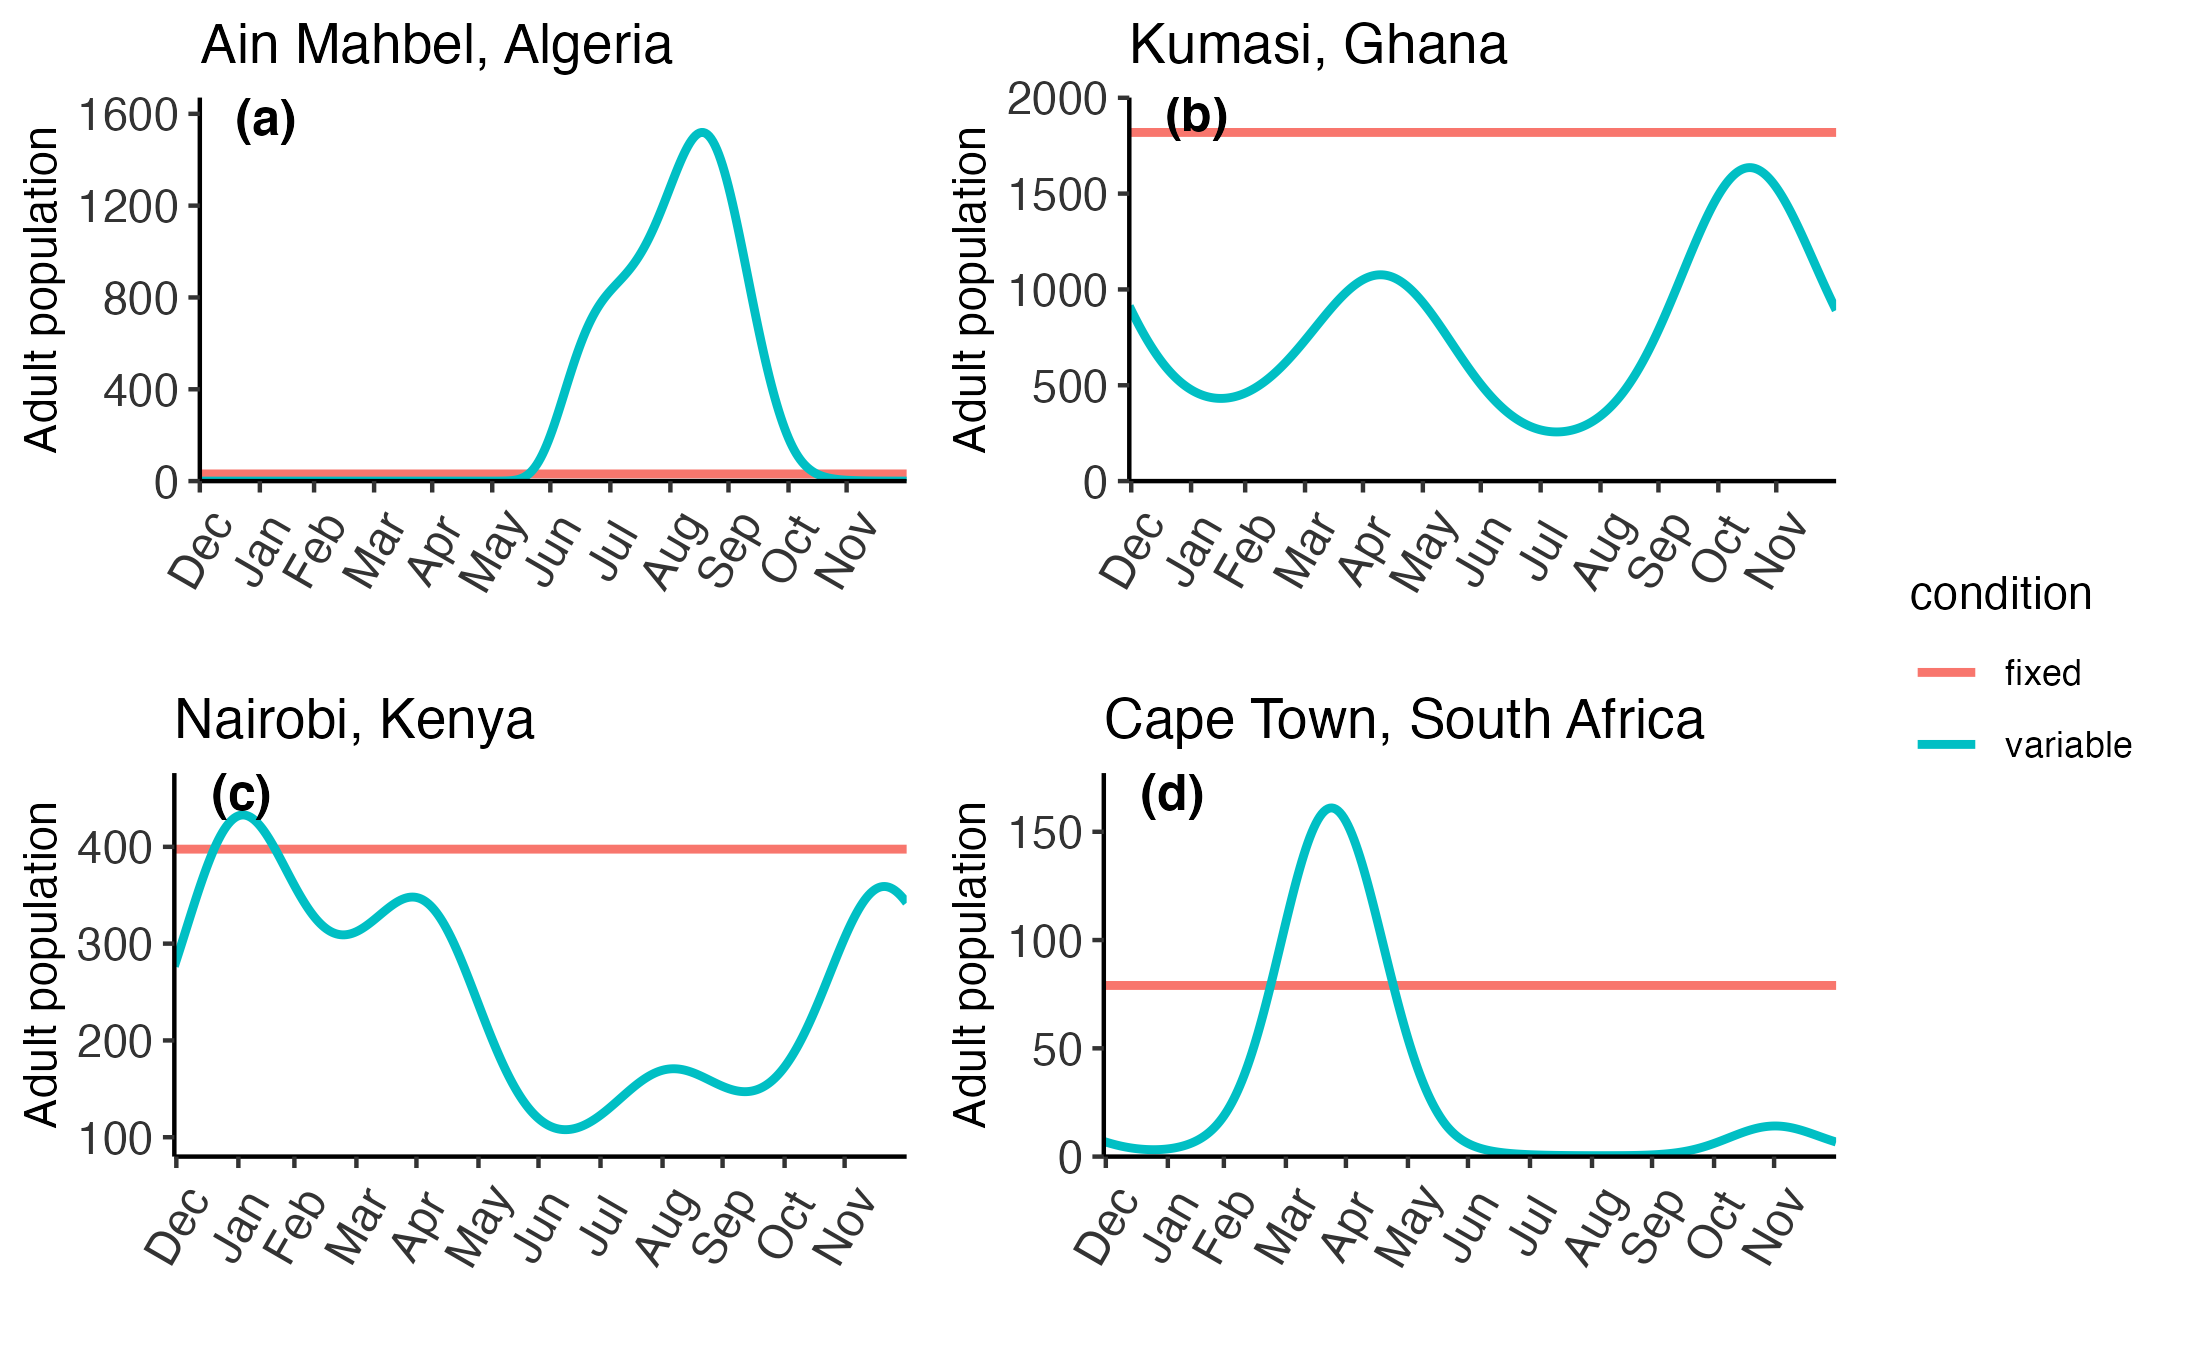 Ain Mahbel, Algeria
(a)
Adult population
1600
1200
800
400
0
Dec Jan Feb Mar Apr May Jun Jul Aug Sep Oct Nov
Kumasi, Ghana
(b)
Adult population
2000
1500
1000
500
0
Dec Jan Feb Mar Apr May Jun Jul Aug Sep Oct Nov
Nairobi, Kenya
(c)
Adult population
400
300
200
100
Dec Jan Feb Mar Apr May Jun Jul Aug Sep Oct Nov
Cape Town, South Africa
(d)
Adult population
150
100
50
0
Dec Jan Feb Mar Apr May Jun Jul Aug Sep Oct Nov
condition
fixed
variable